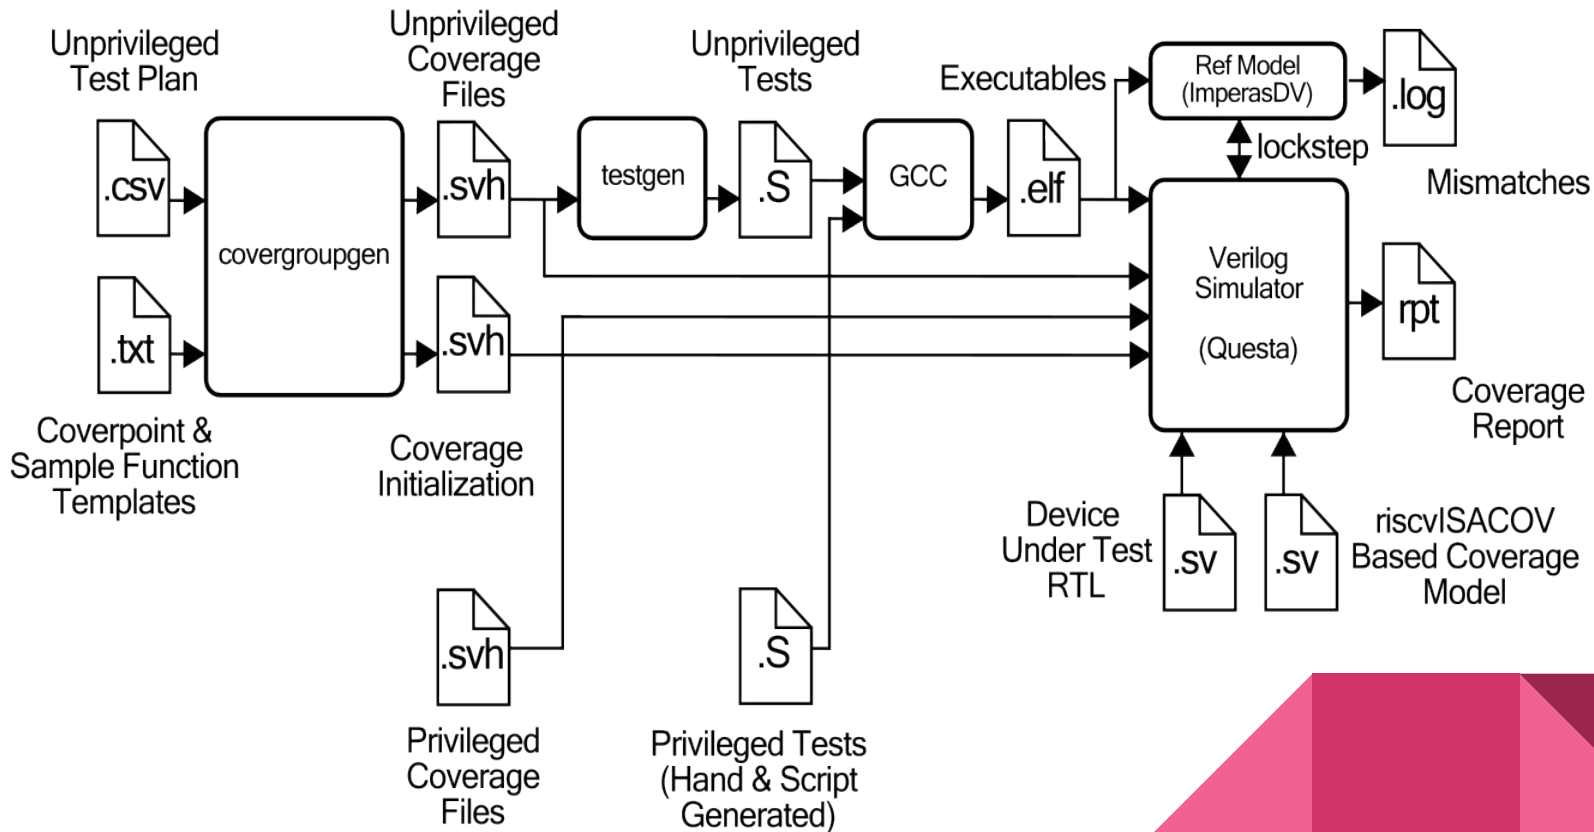 Unprivileged
Test Plan
.csv
.txt
Coverpoint &
Sample Function
Templates
covergroupgen
Unprivileged
Coverage
Files
.svh
.svh
Coverage
Initialization
.svh
Privileged
Coverage
Files
testgen
Unprivileged
Tests
.S
.S
Privileged Tests
(Hand & Script
Generated)
GCC
Executables
.elf
Ref Model
(ImperasDV)
lockstep
.log
Mismatches
Verilog
Simulator
(Questa)
rpt
Coverage
Report
Device
Under Test
RTL
.sv
.sv
riscvISACOV
Based Coverage
Model